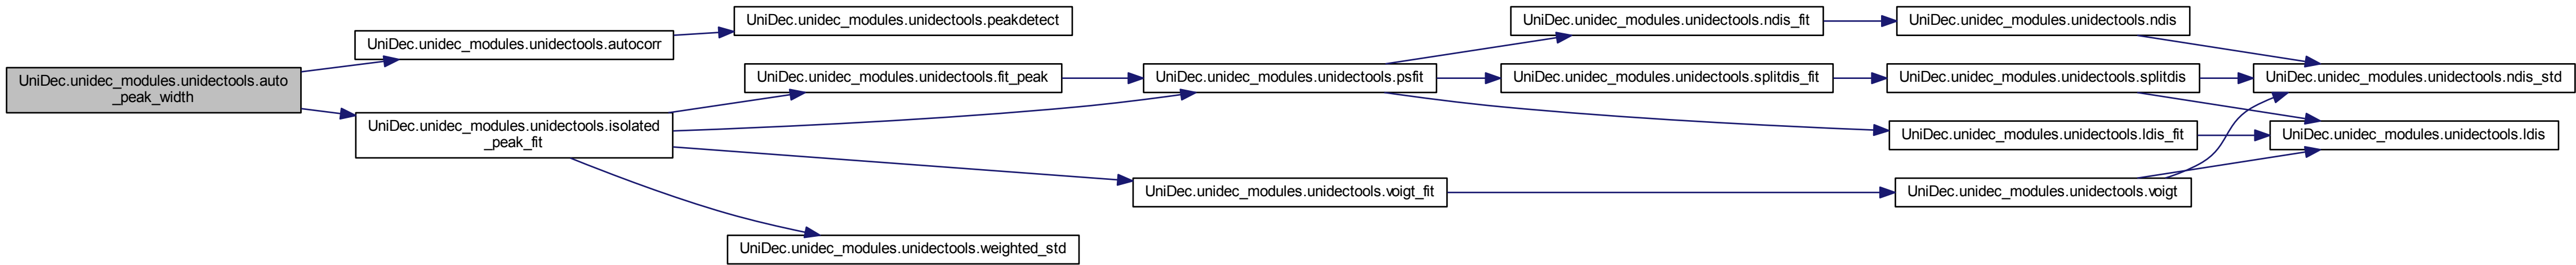 UniDec.unidec_modules.unidectools.auto
_peak_width
UniDec.unidec_modules.unidectools.autocorr
UniDec.unidec_modules.unidectools.isolated
_peak_fit
UniDec.unidec_modules.unidectools.peakdetect
UniDec.unidec_modules.unidectools.fit_peak
UniDec.unidec_modules.unidectools.weighted_std
UniDec.unidec_modules.unidectools.psfit
UniDec.unidec_modules.unidectools.voigt_fit
UniDec.unidec_modules.unidectools.ndis_fit
UniDec.unidec_modules.unidectools.splitdis_fit
UniDec.unidec_modules.unidectools.ldis_fit
UniDec.unidec_modules.unidectools.ndis
UniDec.unidec_modules.unidectools.splitdis
UniDec.unidec_modules.unidectools.voigt
UniDec.unidec_modules.unidectools.ndis_std
UniDec.unidec_modules.unidectools.ldis